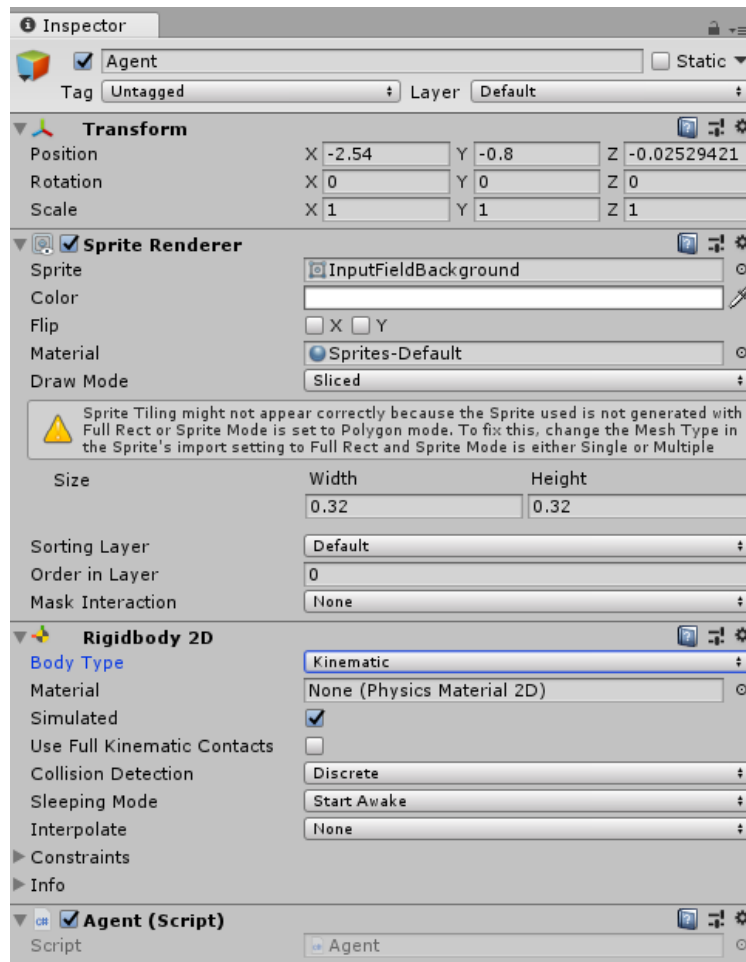 Inspector
Agent Static
Tag Untagged Layer Default
Transform
Position X -2.54 Y -0.8 Z -0.02529421
Rotation X 0 Y 0 Z 0
Scale X 1 Y 1 Z 1
Sprite Renderer
Sprite InputFieldBackground
Color
Flip X Y
Material Sprites-Default
Draw Mode Sliced
Sprite Tiling might not appear correctly because the Sprite used is not generated with
Full Rect or Sprite Mode is set to Polygon mode. To fix this, change the Mesh Type in
the Sprite's import setting to Full Rect and Sprite Mode is either Single or Multiple
Size Width Height
0.32 0.32
Sorting Layer Default
Order in Layer 0
Mask Interaction None
Rigidbody 2D
Body Type Kinematic
Material None (Physics Material 2D)
Simulated
Use Full Kinematic Contacts
Collision Detection Discrete
Sleeping Mode Start Awake
Interpolate None
Constraints
Info
C# Agent (Script)
Script Agent